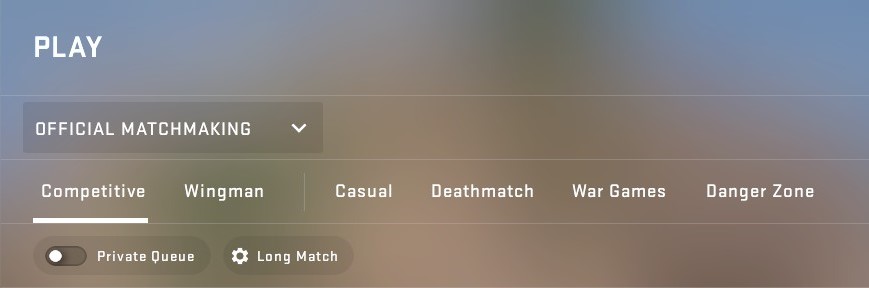 PLAY
OFFICIAL MATCHMAKING
Competitive Wingman Casual Deathmatch War Games Danger Zone
Private Queue Long Match